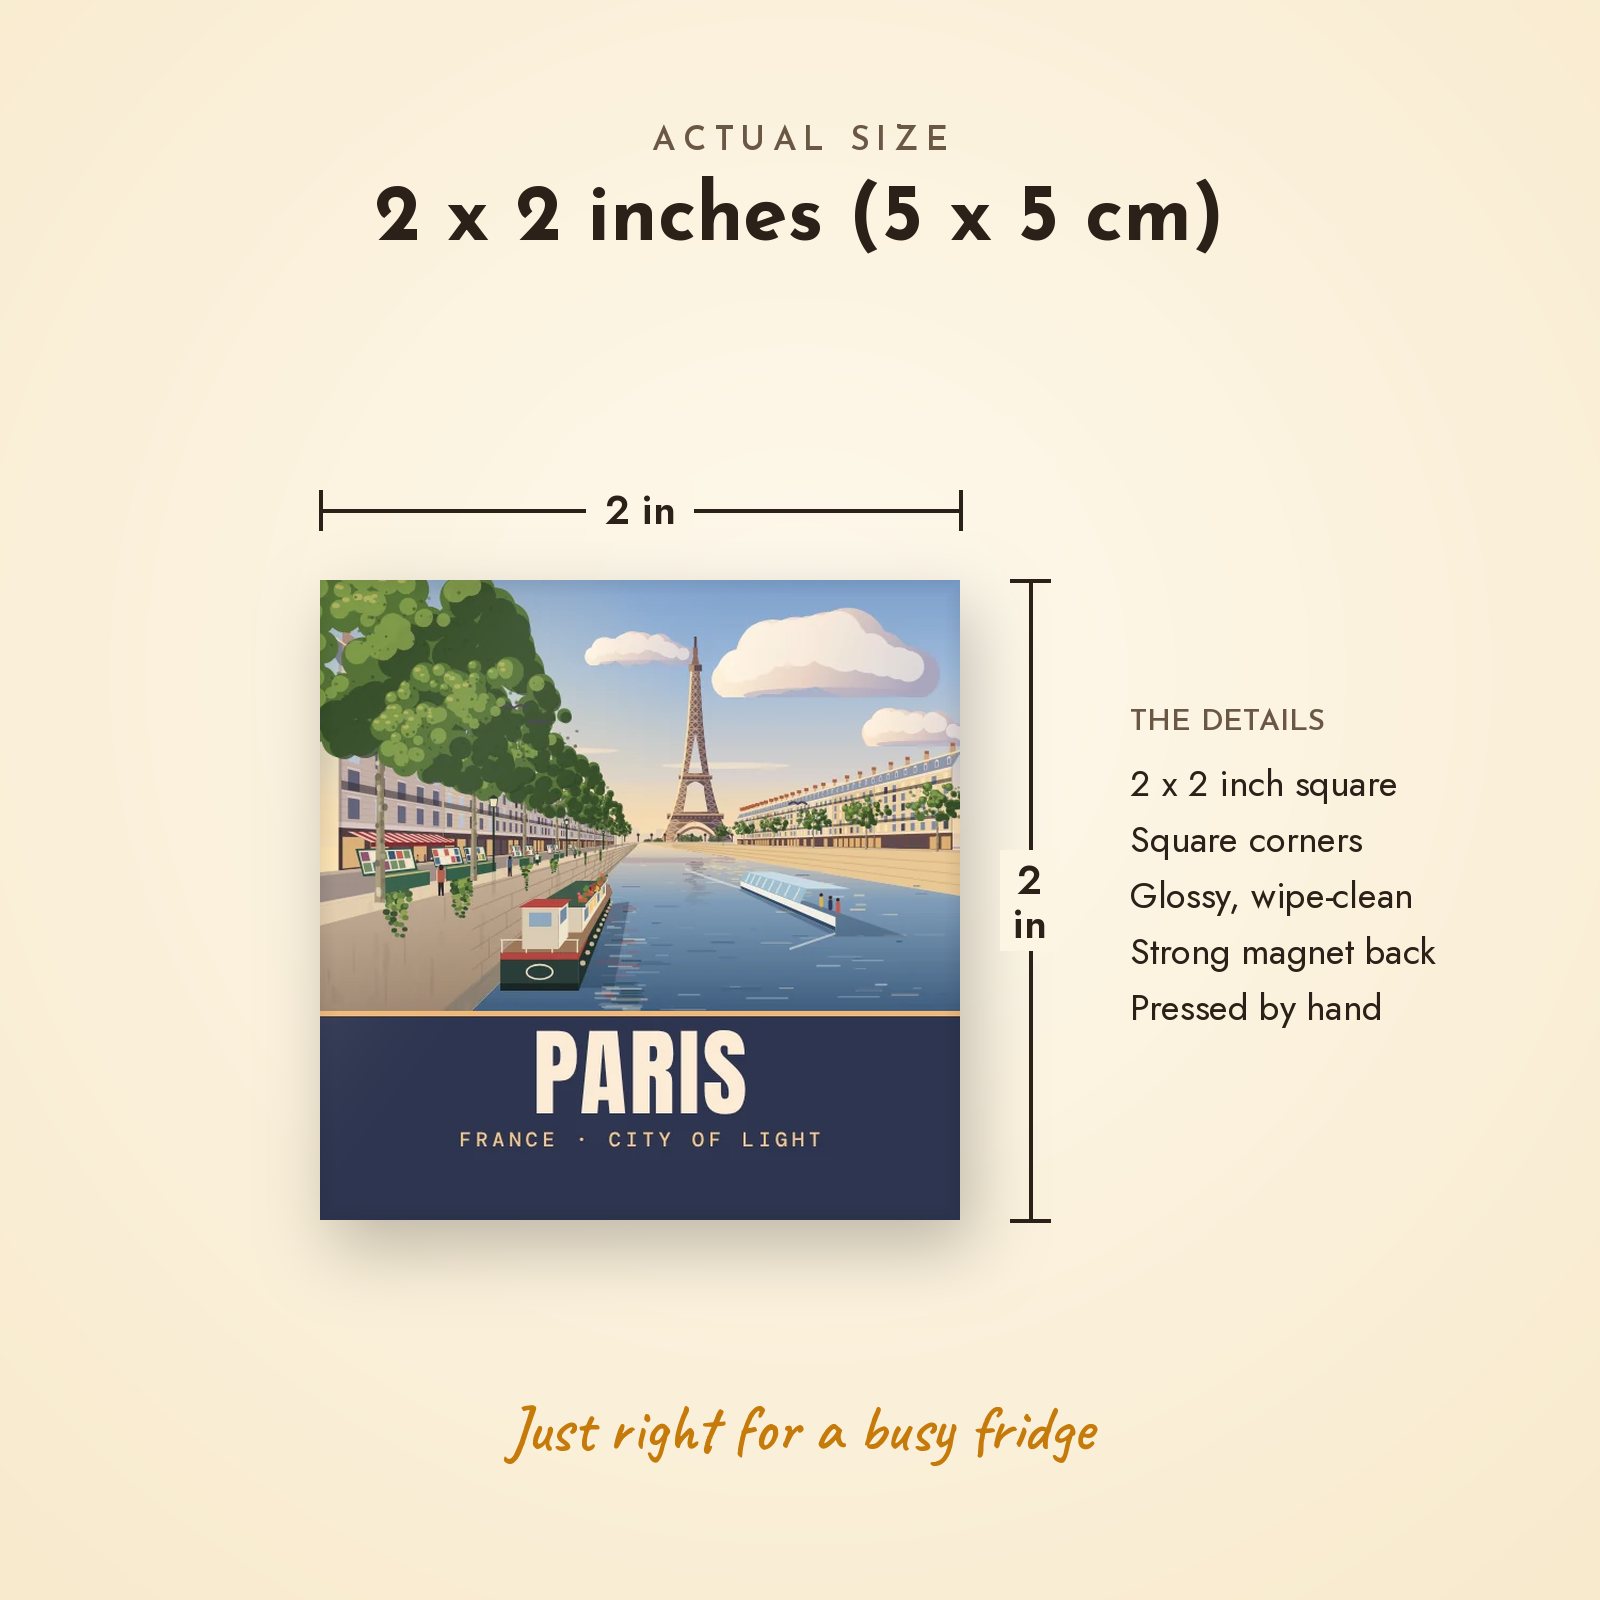 ACTUAL SIZE
2 x 2 inches (5 x 5 cm)
2 in
2
in
THE DETAILS
2 x 2 inch square
Square corners
Glossy, wipe-clean
Strong magnet back
Pressed by hand
PARIS
FRANCE · CITY OF LIGHT
Just right for a busy fridge